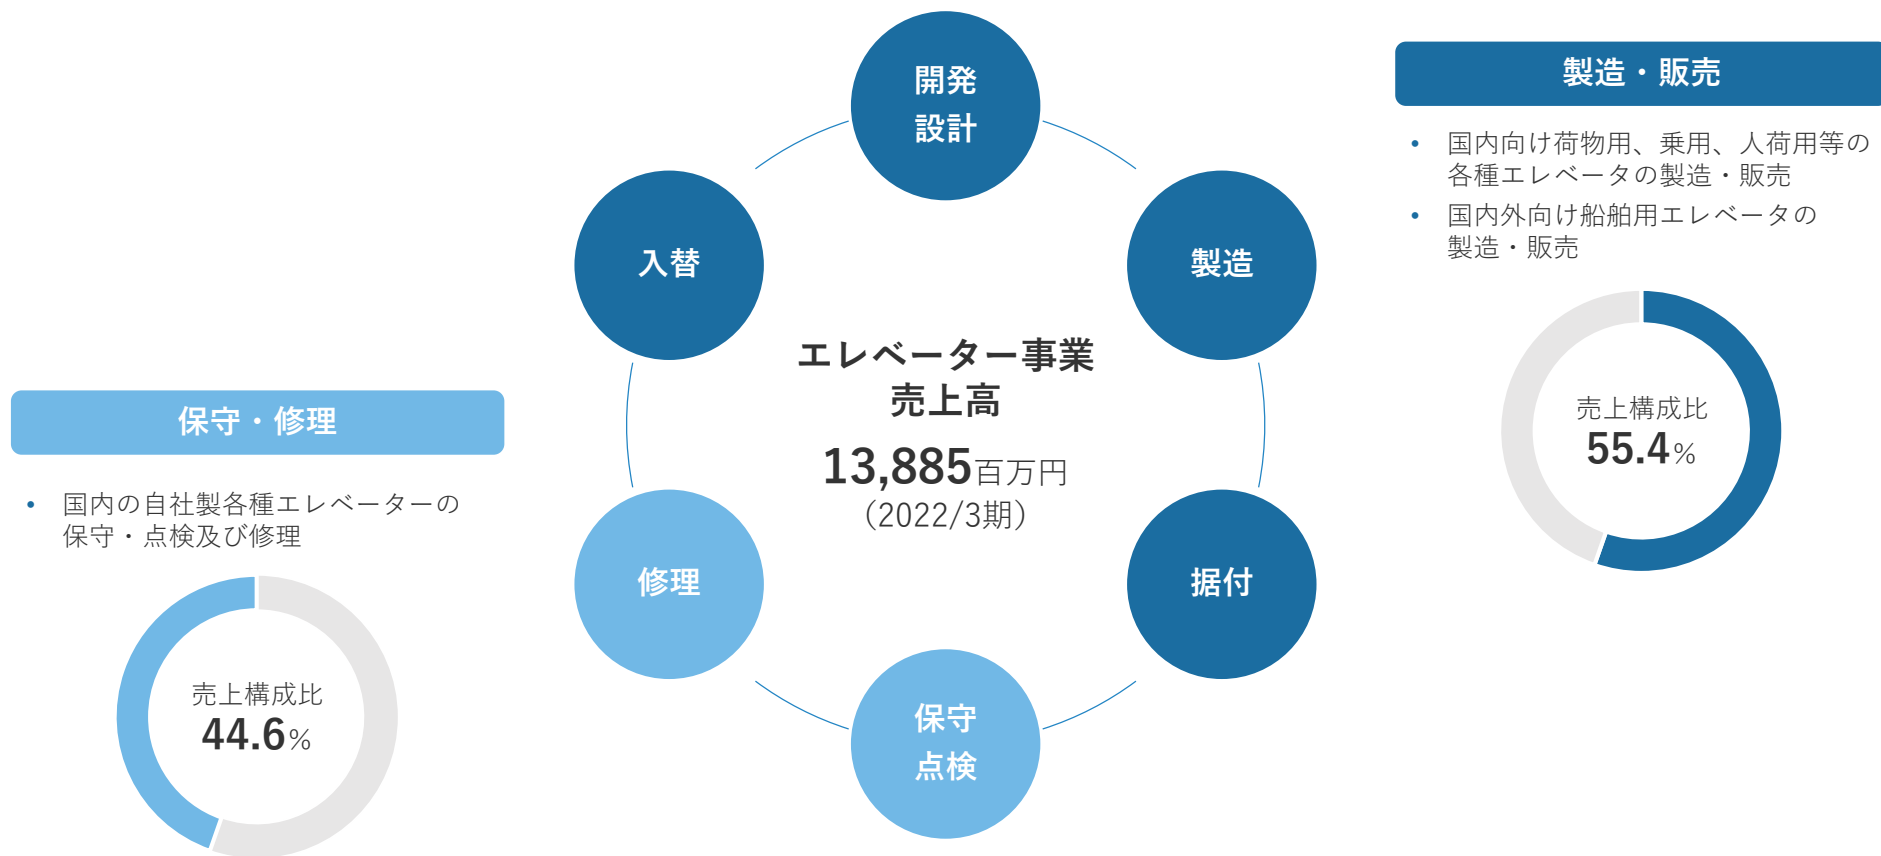 開発
設計
製造
据付
保守
点検
修理
入替
エレベーター事業
売上高
13,885百万円
（2022/3期）
製造・販売
• 国内向け荷物用、乗用、人荷用等の
各種エレベータの製造・販売
• 国内外向け船舶用エレベータの
製造・販売
売上構成比
55.4%
保守・修理
• 国内の自社製各種エレベーターの
保守・点検及び修理
売上構成比
44.6%